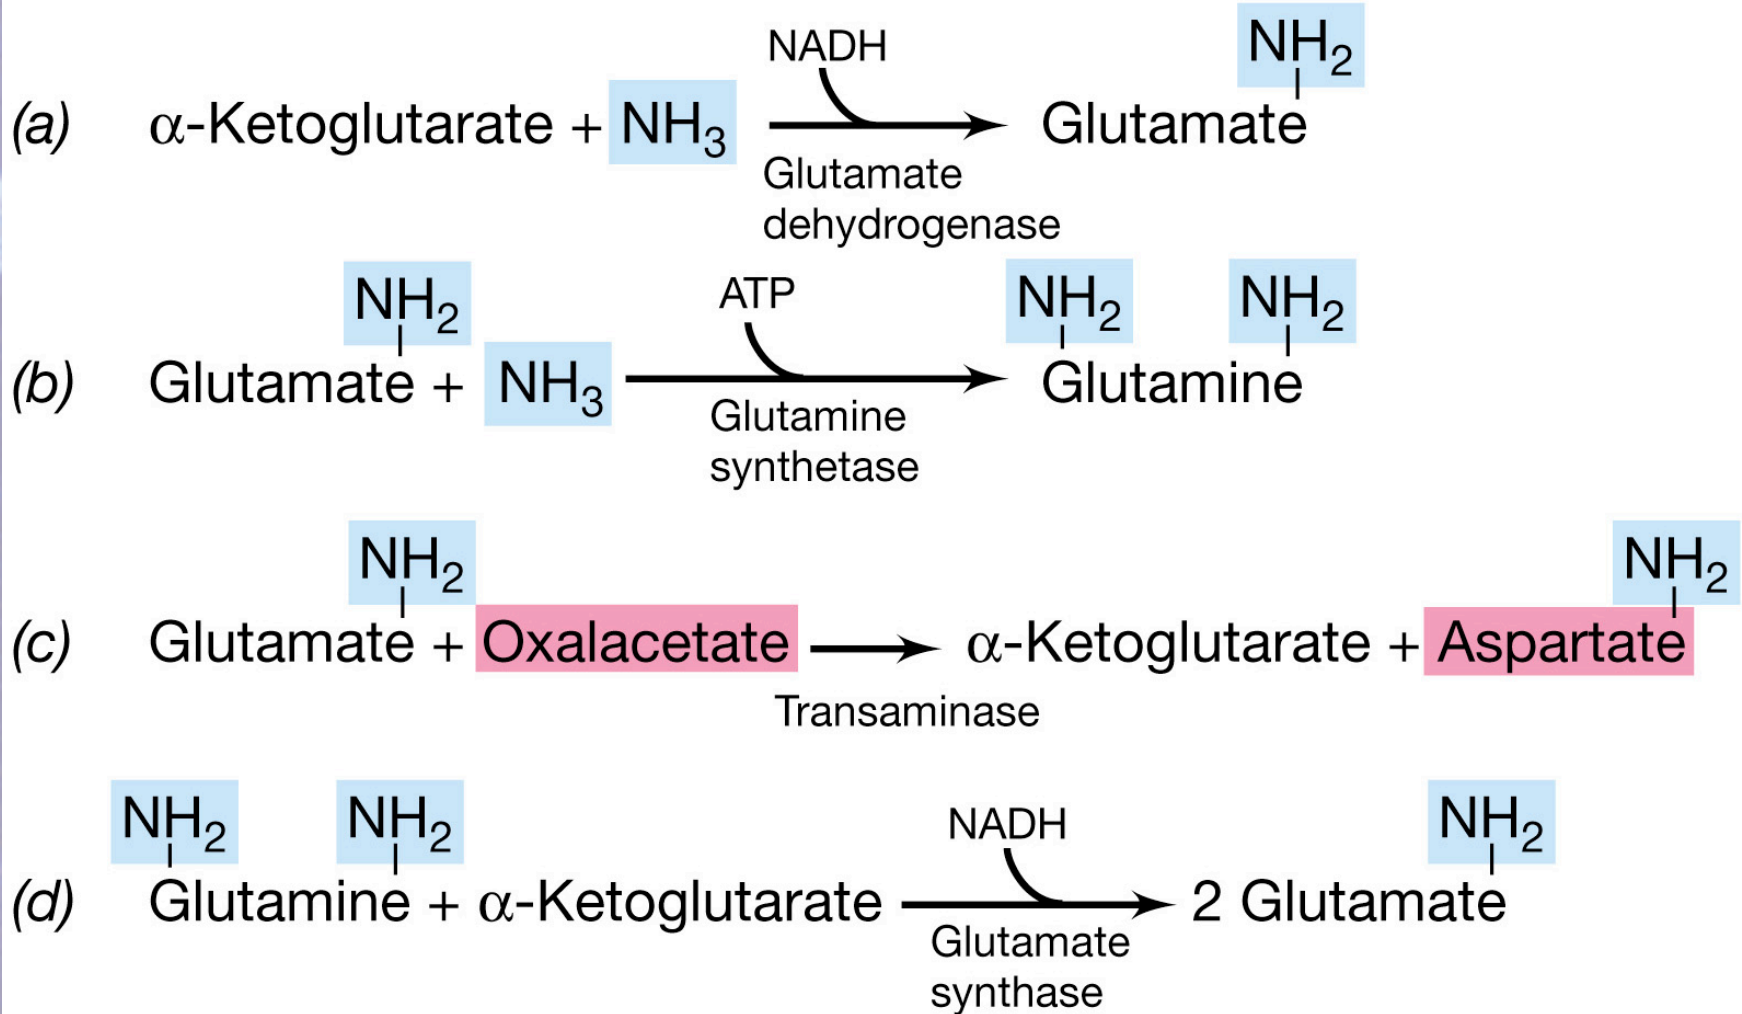 NADH NH₂
(a) α-Ketoglutarate + NH₃ Glutamate
Glutamate
dehydrogenase
NH₂ ATP NH₂ NH₂
(b) Glutamate + NH₃ Glutamine
Glutamine
synthetase
NH₂ NH₂
(c) Glutamate + Oxalacetate α-Ketoglutarate + Aspartate
Transaminase
NH₂ NH₂ NADH NH₂
(d) Glutamine + α-Ketoglutarate 2 Glutamate
Glutamate
synthase